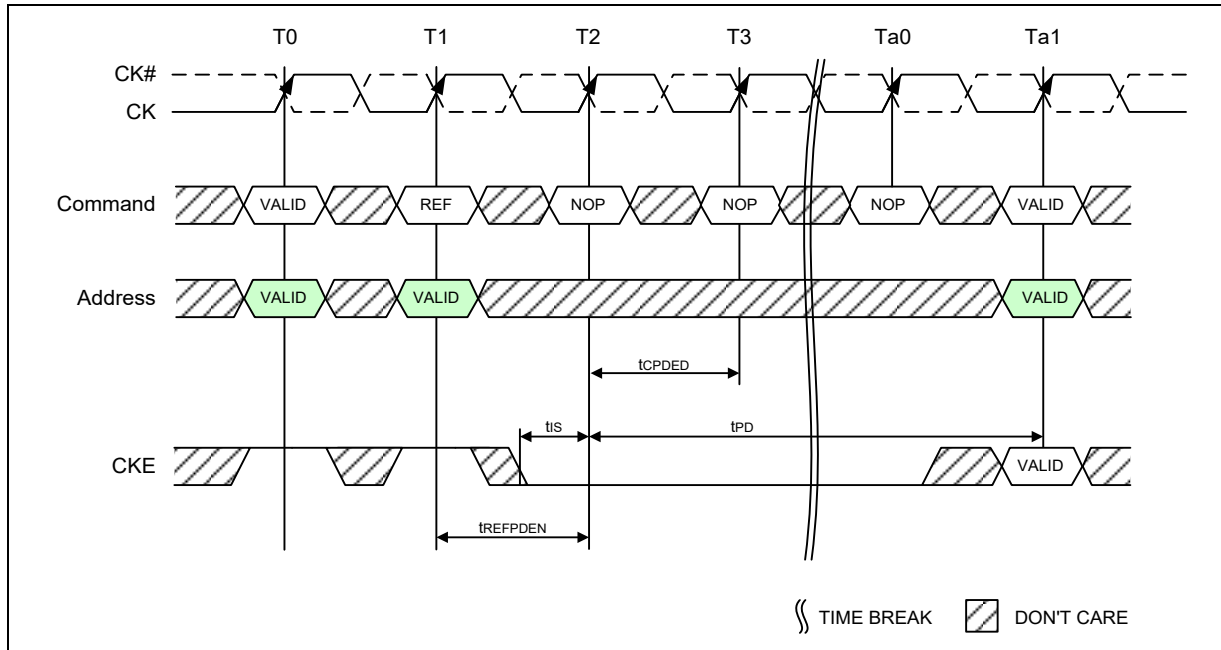 T0 T1 T2 T3 Ta0 Ta1
CK#
CK
Command VALID REF NOP NOP NOP VALID
Address VALID VALID VALID
tCPDED
tIS tPD
CKE VALID
tREFPDEN
TIME BREAK DON'T CARE